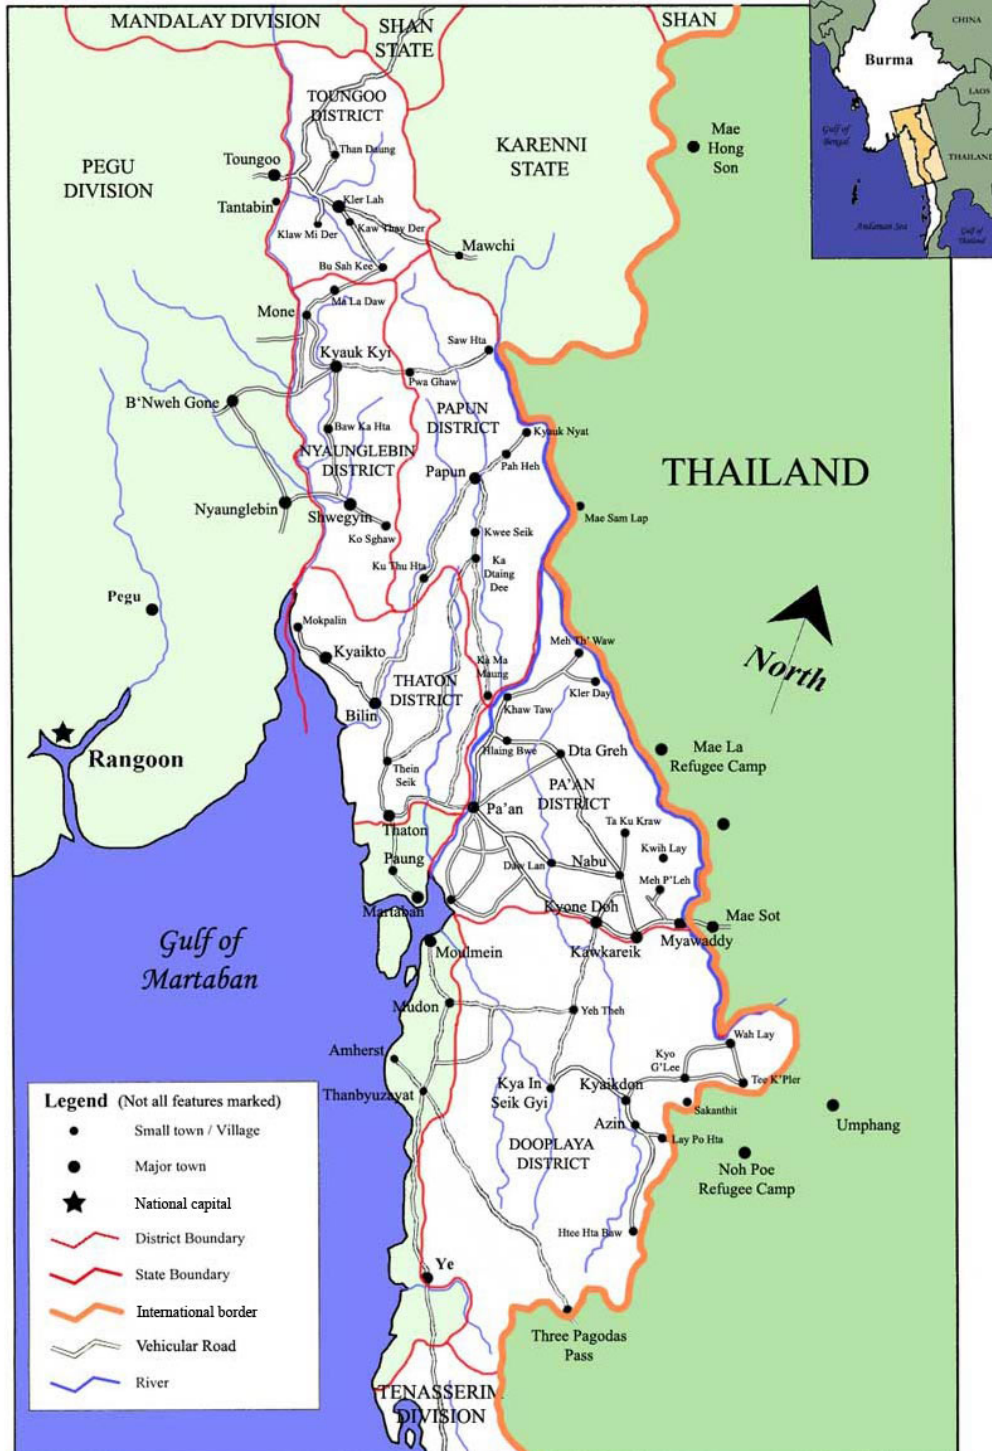 MANDALAY DIVISION
SHAN
STATE
SHAN
CHINA
Burma
LAOS
Gulf of
Bengal
THAILAND
Andaman Sea
Gulf of
Thailand
TOUNGOO
DISTRICT
KARENNI
STATE
Mae
Hong
Son
PEGU
DIVISION
Toungoo
Than Daung
Tantabin
Kler Lah
Klaw Mi Der
Kaw Thay Der
Mawchi
Bu Sah Kee
Ma La Daw
Mone
Saw Hta
Kyauk Kyi
Pwa Ghaw
B'Nweh Gone
PAPUN
DISTRICT
Baw Ka Hta
Kyauk Nyat
NYAUNGLEBIN
DISTRICT
Pah Heh
Papun
THAILAND
Nyaunglebin
Shwegyin
Mae Sam Lap
Ko Sghaw
Kwee Seik
Ku Thu Hta
Ka
Dtaing
Dee
Pegu
Mokpalin
Kyaikto
Meh Th' Waw
North
Ka Ma
Maung
THATON
DISTRICT
Kler Day
Khaw Taw
Bilin
Rangoon
Hlaing Bwe
Dta Greh
Mae La
Refugee Camp
Thein
Seik
PA'AN
DISTRICT
Pa'an
Thaton
Ta Ku Kraw
Paung
Kwih Lay
Daw Lan
Nabu
Meh P'Leh
Martaban
Kyone Doh
Mae Sot
Gulf of
Martaban
Moulmein
Kawkareik
Myawaddy
Mudon
Yeh Theh
Wah Lay
Amherst
Kyo
G'Lee
Thanbyuzayat
Kya In
Seik Gyi
Kyaikdon
Tee K'Pler
Sakanthit
Umphang
Azin
Lay Po Hta
DOOPLAYA
DISTRICT
Noh Poe
Refugee Camp
Htee Hta Baw
Ye
Three Pagodas
Pass
TENASSERIM
DIVISION
Legend (Not all features marked)
Small town / Village
Major town
National capital
District Boundary
State Boundary
International border
Vehicular Road
River